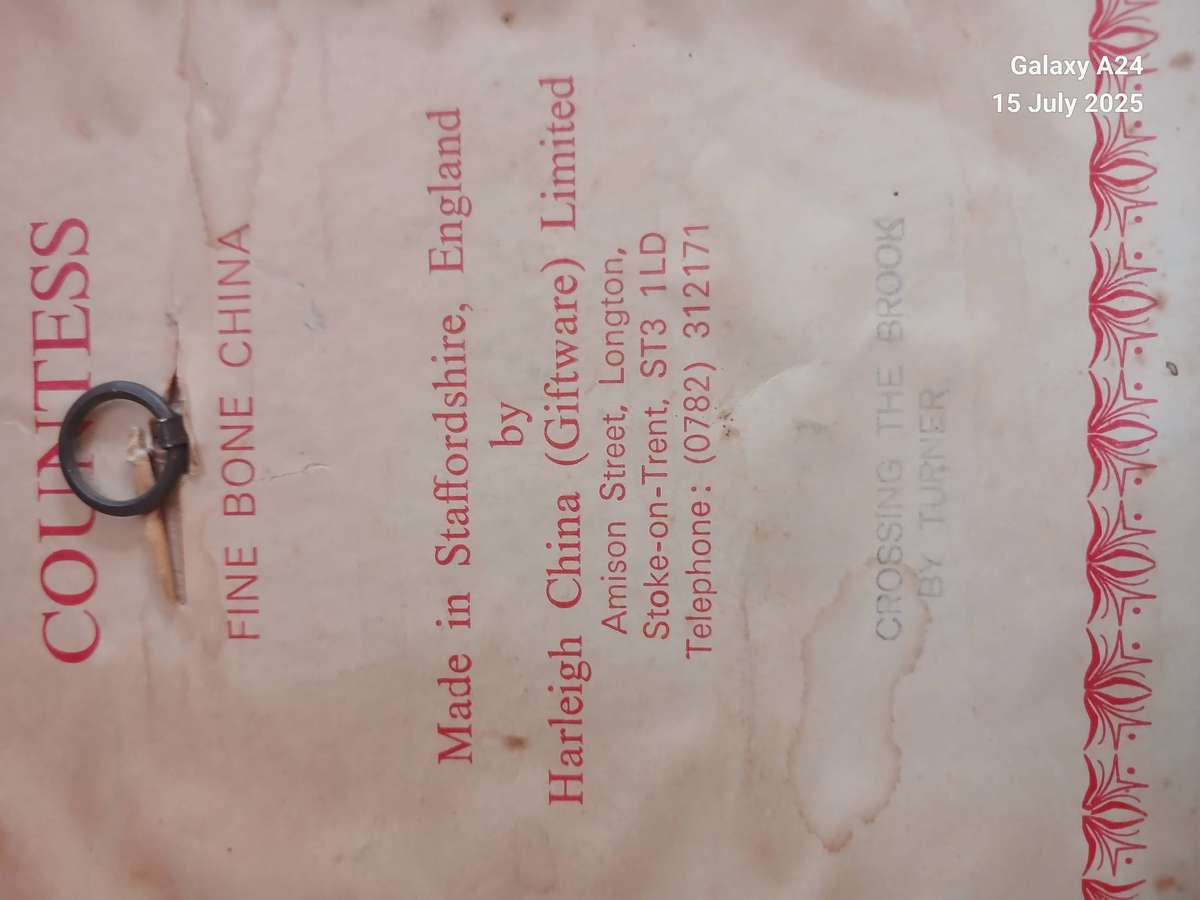 COUNTESS
FINE BONE CHINA
Made in Staffordshire, England
by
Harleigh China (Giftware) Limited
Amison Street, Longton,
Stoke-on-Trent, ST3 1LD
Telephone: (0782) 312171
CROSSING THE BROOK
BY TURNER
Galaxy A24
15 July 2025